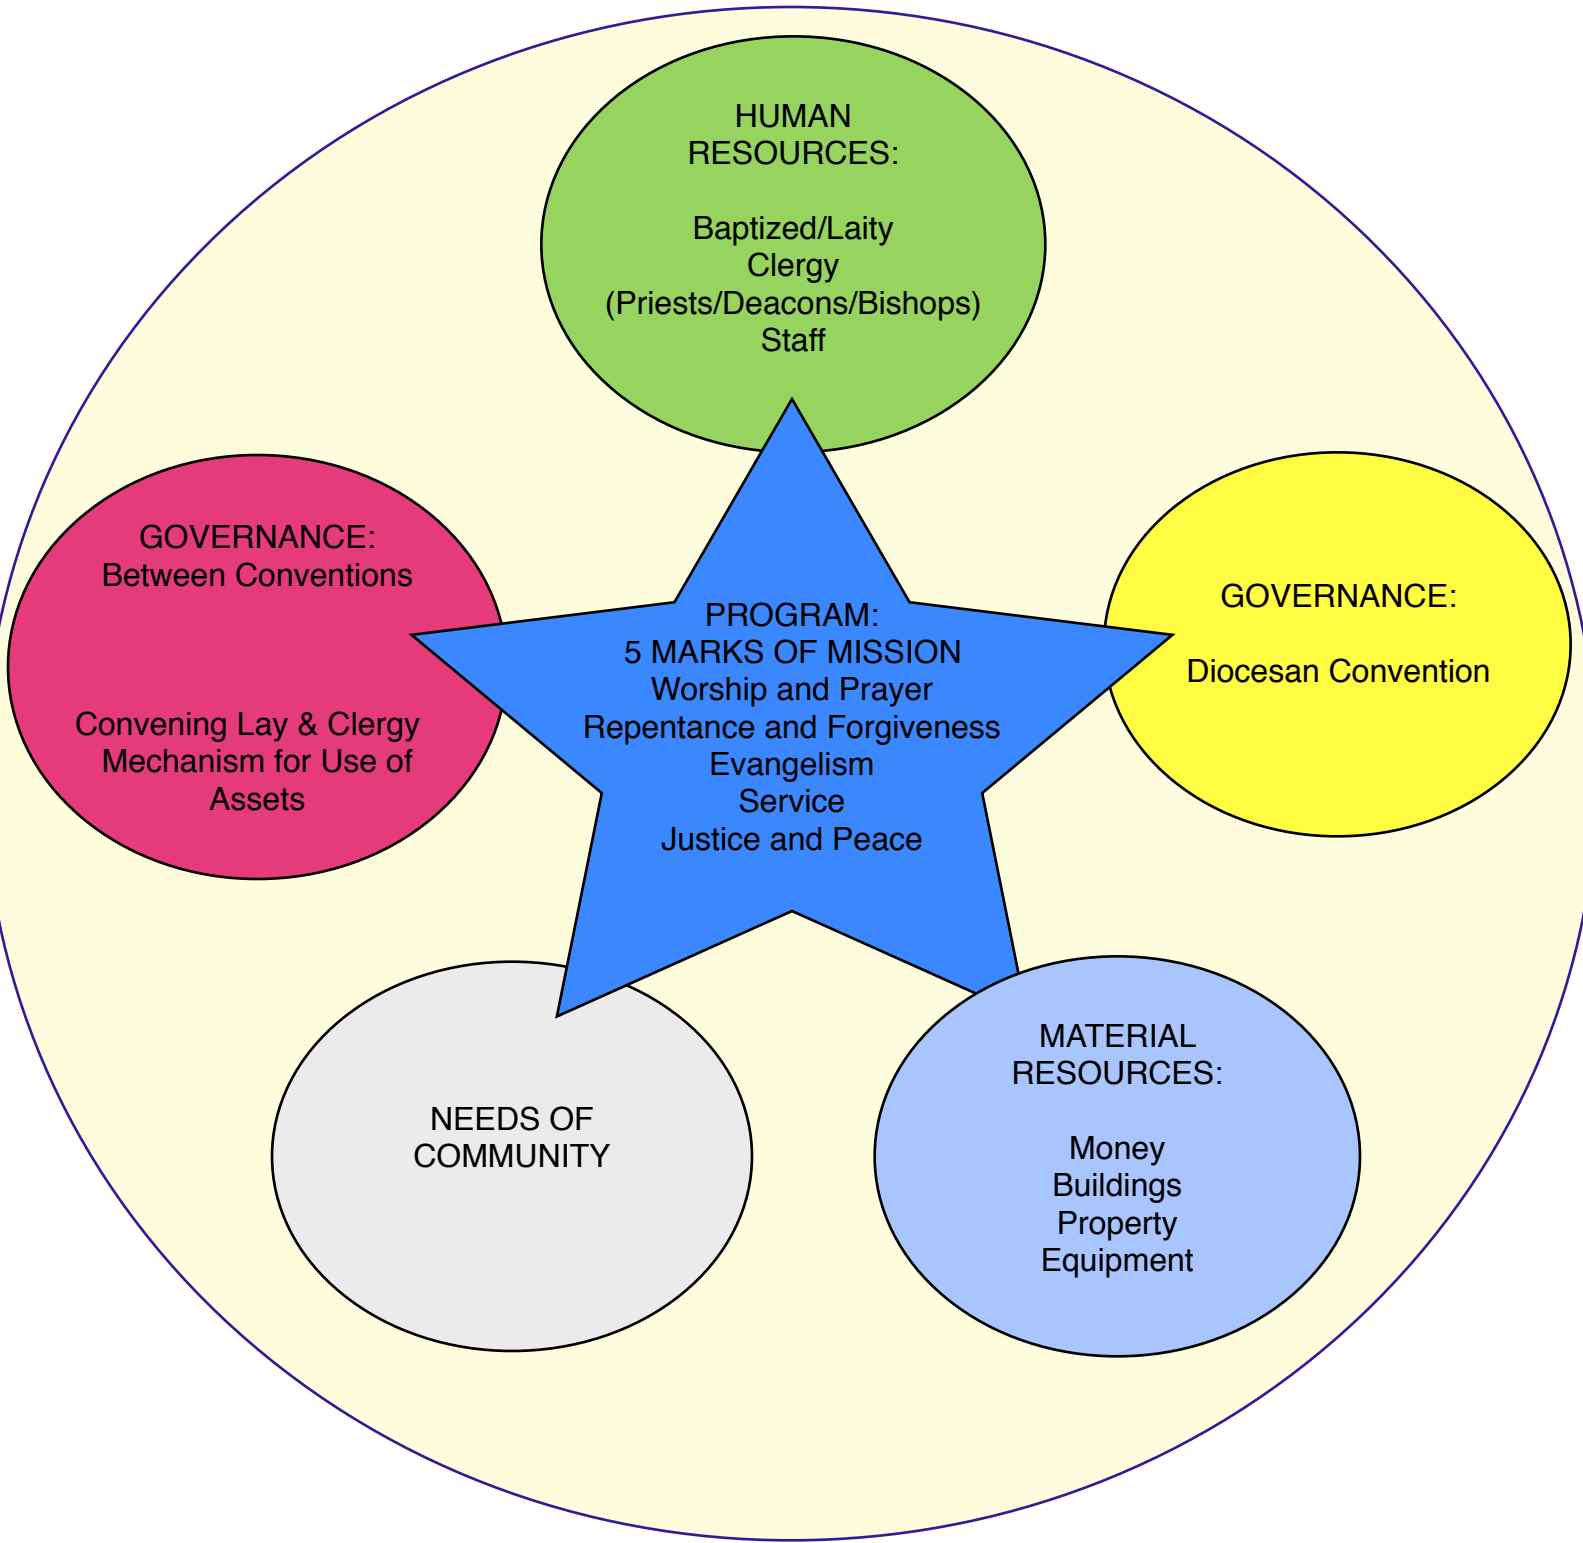 HUMAN
RESOURCES:
Baptized/Laity
Clergy
(Priests/Deacons/Bishops)
Staff
GOVERNANCE:
Between Conventions
Convening Lay & Clergy
Mechanism for Use of
Assets
PROGRAM:
5 MARKS OF MISSION
Worship and Prayer
Repentance and Forgiveness
Evangelism
Service
Justice and Peace
GOVERNANCE:
Diocesan Convention
NEEDS OF
COMMUNITY
MATERIAL
RESOURCES:
Money
Buildings
Property
Equipment